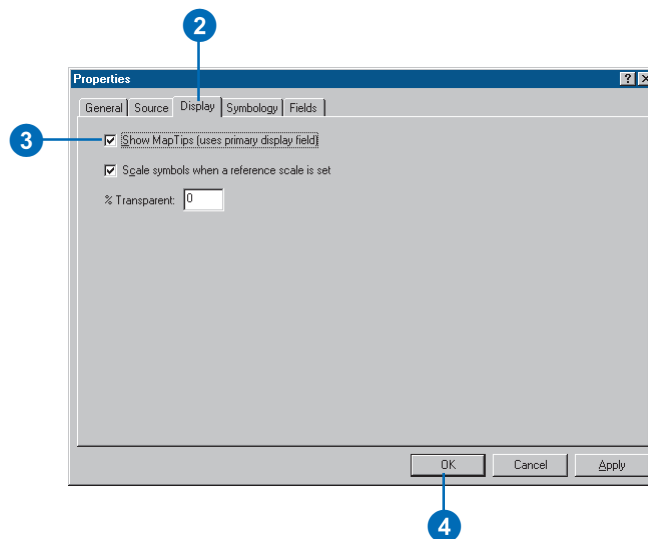 2
Properties
General Source Display Symbology Fields
3
Show MapTips (uses primary display field)
Scale symbols when a reference scale is set
% Transparent: 0
OK Cancel Apply
4